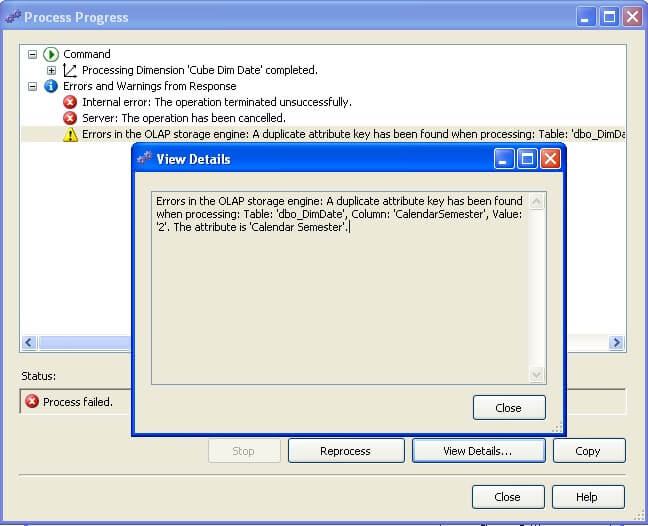 Process Progress
Command
Processing Dimension 'Cube Dim Date' completed.
Errors and Warnings from Response
Internal error: The operation terminated unsuccessfully.
Server: The operation has been cancelled.
Errors in the OLAP storage engine: A duplicate attribute key has been found when processing: Table: 'dbo_DimDa
View Details
Errors in the OLAP storage engine: A duplicate attribute key has been found
when processing: Table: 'dbo_DimDate', Column: 'CalendarSemester', Value:
'2'. The attribute is 'Calendar Semester'.
Close
Status:
Process failed.
Stop
Reprocess
View Details...
Copy
Close
Help